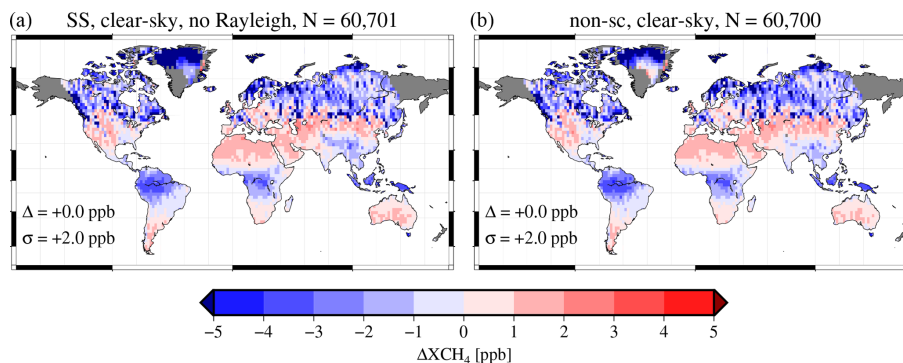 (a) SS, clear-sky, no Rayleigh, N = 60,701
Δ = +0.0 ppb
σ = +2.0 ppb
(b) non-sc, clear-sky, N = 60,700
Δ = +0.0 ppb
σ = +2.0 ppb
−5 −4 −3 −2 −1 0 1 2 3 4 5
ΔXCH₄ [ppb]